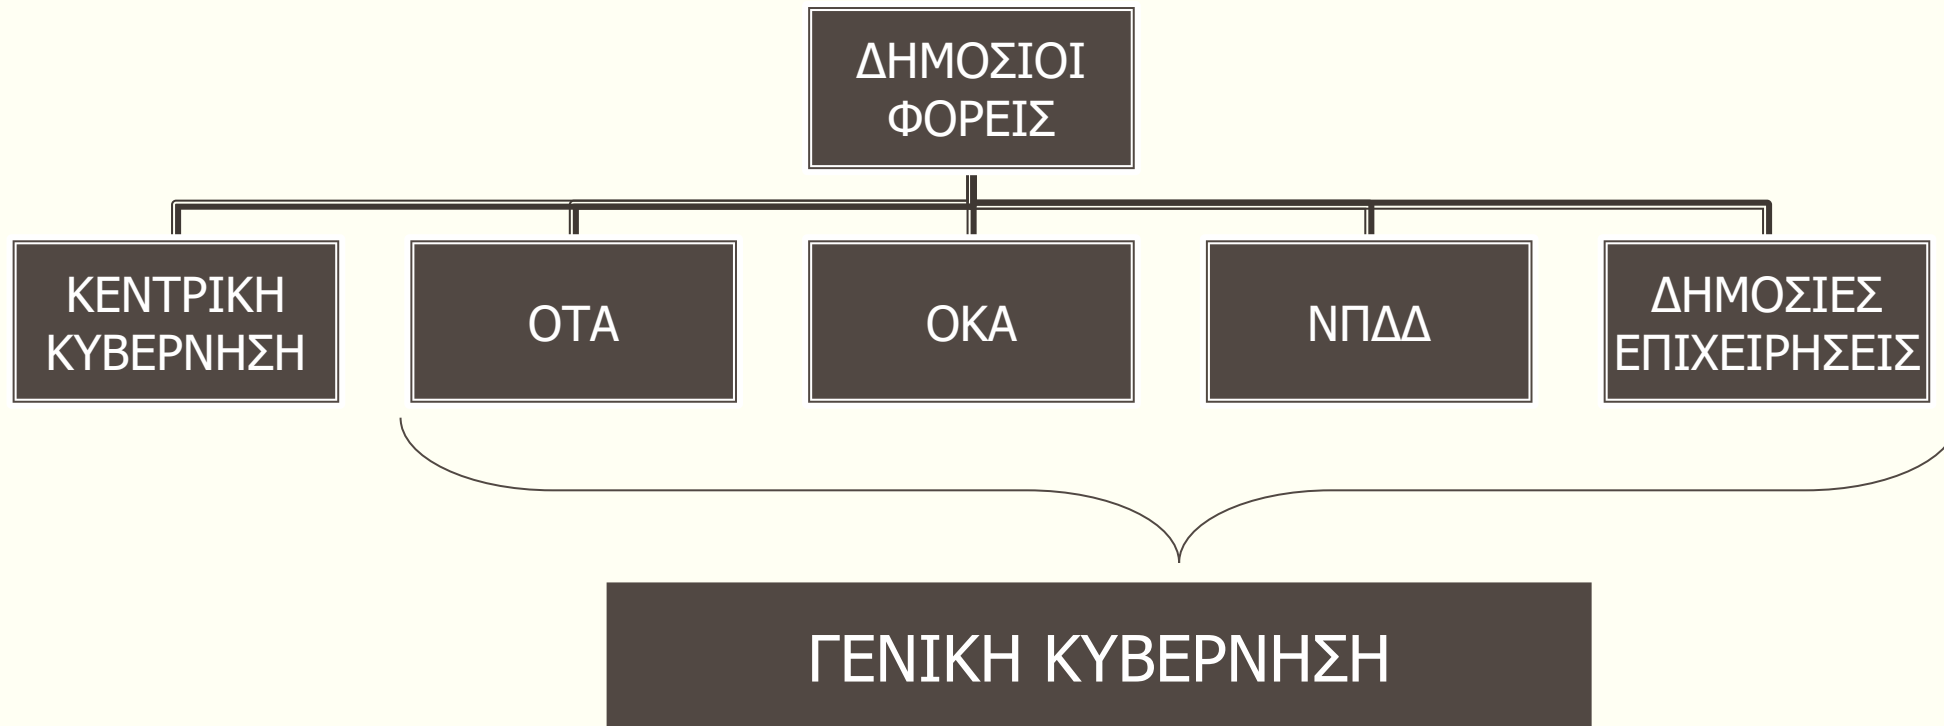 ΔΗΜΟΣΙΟΙ
ΦΟΡΕΙΣ
ΚΕΝΤΡΙΚΗ
ΚΥΒΕΡΝΗΣΗ
ΟΤΑ
ΟΚΑ
ΝΠΔΔ
ΔΗΜΟΣΙΕΣ
ΕΠΙΧΕΙΡΗΣΕΙΣ
ΓΕΝΙΚΗ ΚΥΒΕΡΝΗΣΗ